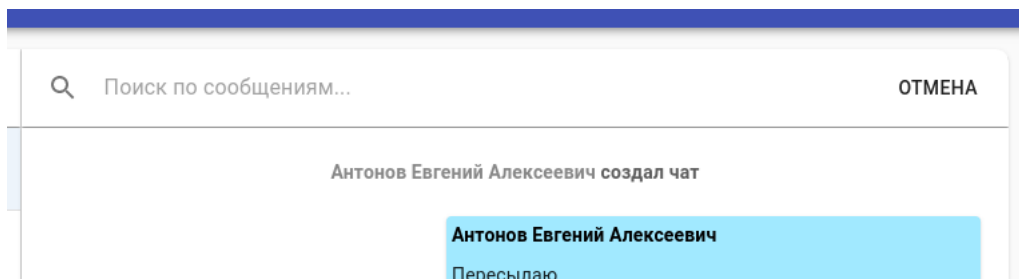 Поиск по сообщениям...
ОТМЕНА
Антонов Евгений Алексеевич создал чат
Антонов Евгений Алексеевич
Пересылаю